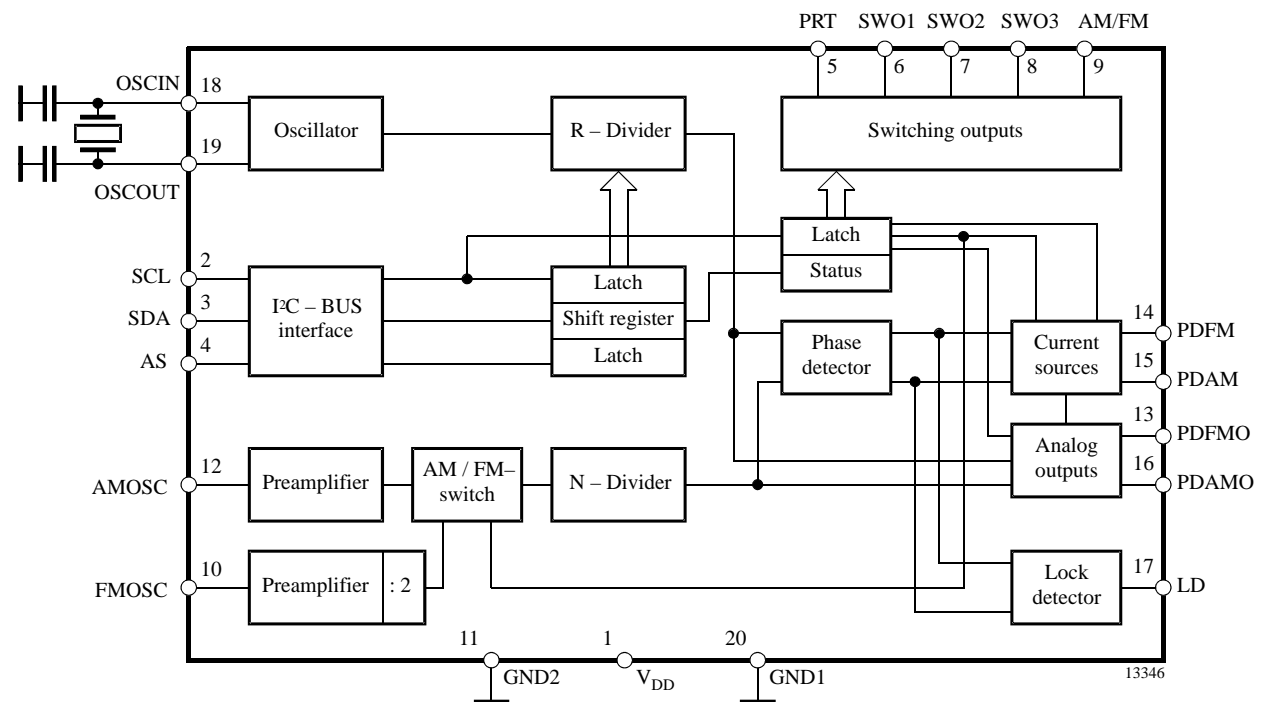 PRT SWO1 SWO2 SWO3 AM/FM
5 6 7 8 9
OSCIN 18
Oscillator
R – Divider
Switching outputs
19
OSCOUT
Latch
Status
2
SCL
3
SDA
4
AS
I²C – BUS
interface
Latch
Shift register
Latch
Phase
detector
Current
sources
14
PDFM
15
PDAM
13
PDFMO
16
PDAMO
Analog
outputs
12
AMOSC
Preamplifier
AM / FM–
switch
N – Divider
10
FMOSC
Preamplifier : 2
Lock
detector
17
LD
11 1 20
GND2 VDD GND1
13346